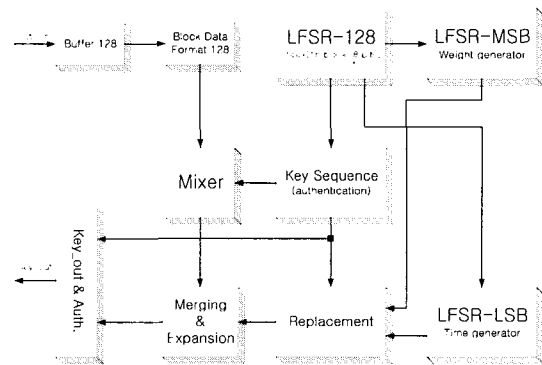 Buffer 128
Block Data
Format 128
LFSR-128
LFSR-MSB
Weight generator
Mixer
Key Sequence
(authentication)
Key_out & Auth.
Merging
&
Expansion
Replacement
LFSR-LSB
Time generator